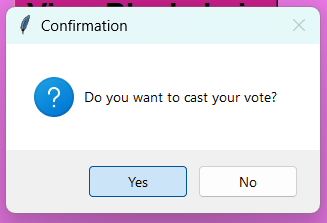 Confirmation
Do you want to cast your vote?
Yes
No